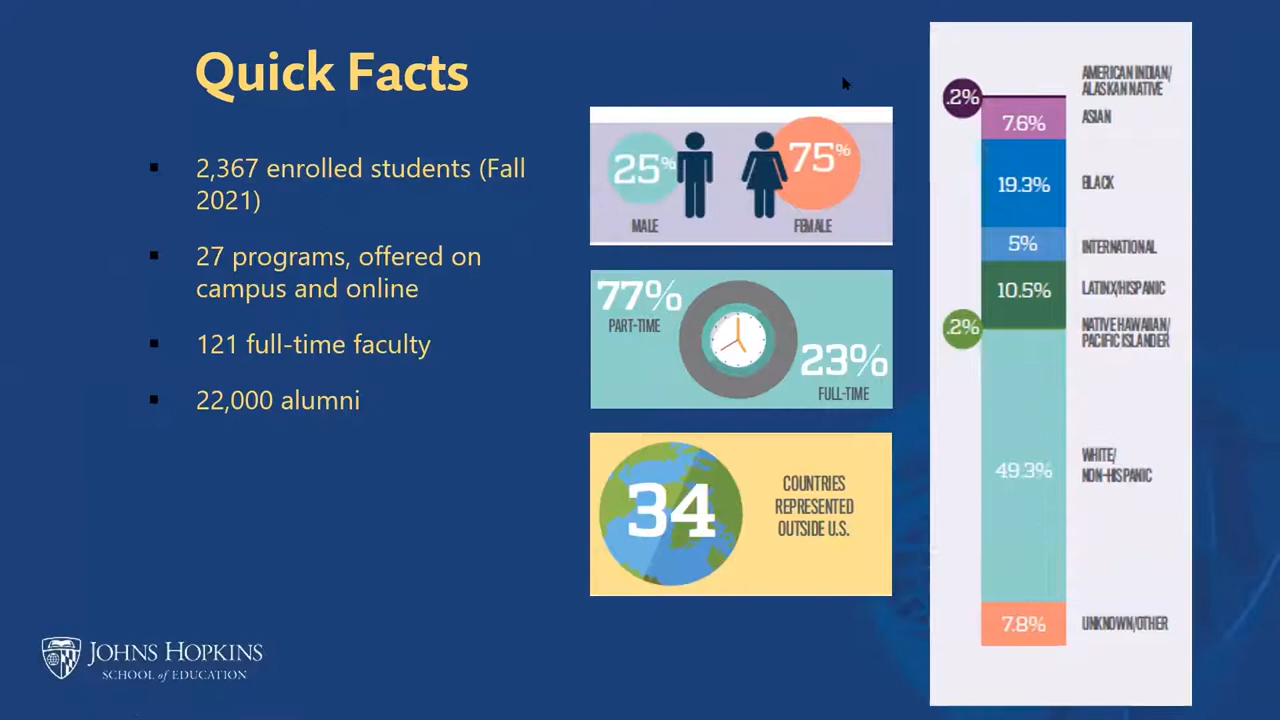 Quick Facts
2,367 enrolled students (Fall
2021)
27 programs, offered on
campus and online
121 full-time faculty
22,000 alumni
25%
MALE
75%
FEMALE
77%
PART-TIME
23%
FULL-TIME
34
COUNTRIES
REPRESENTED
OUTSIDE U.S.
.2%
AMERICAN INDIAN/
ALASKAN NATIVE
7.6%
ASIAN
19.3%
BLACK
5%
INTERNATIONAL
10.5%
LATINX/HISPANIC
.2%
NATIVE HAWAIIAN/
PACIFIC ISLANDER
49.3%
WHITE/
NON-HISPANIC
7.8%
UNKNOWN/OTHER
JOHNS HOPKINS
SCHOOL of EDUCATION